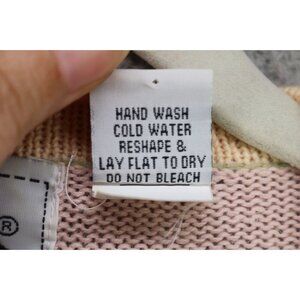 HAND WASH
COLD WATER
RESHAPE &
LAY FLAT TO DRY
DO NOT BLEACH
®